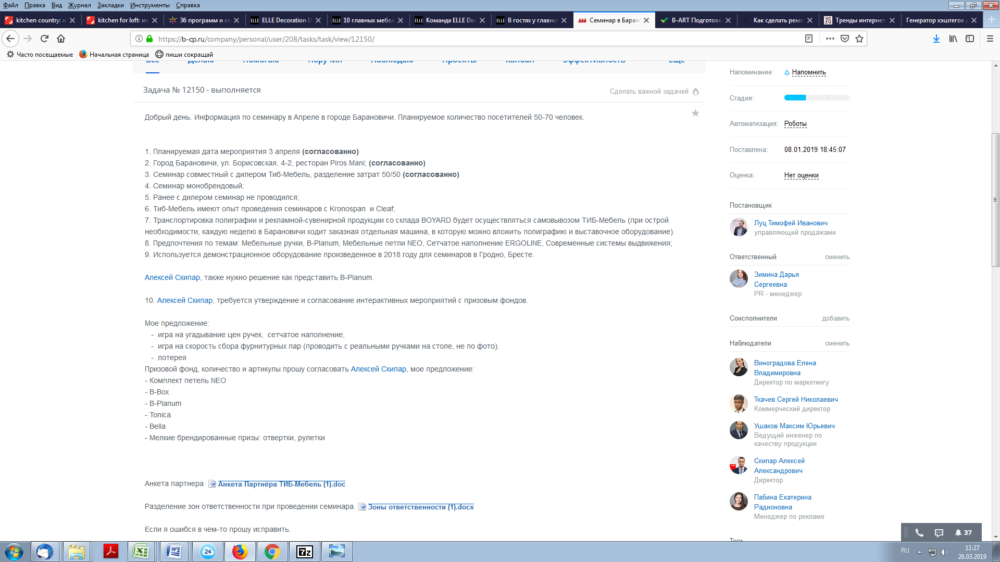 Файл Правка Вид Журнал Закладки Инструменты Справка
kitchen country: и
kitchen for loft: из
36 программ и се
ELLE Decoration D
10 главных мебел
Команда ELLE Dec
В гостях у главно
Семинар в Баран
B-ART Подготовк
Как сделать ремо
Тренды интернет-
Генератор хэштегов д
https://b-cp.ru/company/personal/user/208/tasks/task/view/12150/
Часто посещаемые Начальная страница пиши сокращай
Все Делаю Помогаю Поручил Наблюдаю Проекты Канбан Эффективность Еще
Задача № 12150 - выполняется
Сделать важной задачей
Добрый день. Информация по семинару в Апреле в городе Барановичи. Планируемое количество посетителей 50-70 человек.
1. Планируемая дата мероприятия 3 апреля (согласованно)
2. Город Барановичи, ул. Борисовская, 4-2, ресторан Piros Mani; (согласованно)
3. Семинар совместный с дилером Тиб-Мебель, разделение затрат 50/50 (согласованно)
4. Семинар монобрендовый;
5. Ранее с дилером семинар не проводился;
6. Тиб-Мебель имеют опыт проведения семинаров с Kronospan и Cleaf;
7. Транспортировка полиграфии и рекламной-сувенирной продукции со склада BOYARD будет осуществляться самовывозом ТИБ-Мебель (при острой
необходимости, каждую неделю в Барановичи ходит заказная отдельная машина, в которую можно вложить полиграфию и выставочное оборудование).
8. Предпочтения по темам: Мебельные ручки, B-Planum, Мебельные петли NEO, Сетчатое наполнение ERGOLINE, Современные системы выдвижения;
9. Используется демонстрационное оборудование произведенное в 2018 году для семинаров в Гродно, Бресте.
Алексей Скипар, также нужно решение как представить B-Planum.
10. Алексей Скипар, требуется утверждение и согласование интерактивных мероприятий с призовым фондов.
Мое предложение:
- игра на угадывание цен ручек, сетчатое наполнение;
- игра на скорость сбора фурнитурных пар (проводить с реальными ручками на столе, не по фото).
- лотерея
Призовой фонд, количество и артикулы прошу согласовать Алексей Скипар, мое предложение:
- Комплект петель NEO
- B-Box
- B-Planum
- Tonica
- Bella
- Мелкие брендированные призы: отвертки, рулетки
Анкета партнера Анкета Партнёра ТИБ-Мебель (1).doc
Разделение зон ответственности при проведении семинара. Зоны ответственности (1).docx
Если я ошибся в чем-то прошу исправить.
Напоминание: Напомнить
Стадия:
Автоматизация: Роботы
Поставлена: 08.01.2019 18:45:07
Оценка: Нет оценки
Постановщик
Луц Тимофей Иванович
управляющий продажами
Ответственный сменить
Зимина Дарья
Сергеевна
PR - менеджер
Соисполнители добавить
Наблюдатели сменить
Виноградова Елена
Владимировна
Директор по маркетингу
Ткачев Сергей Николаевич
Коммерческий директор
Ушаков Максим Юрьевич
Ведущий инженер по
качеству продукции
Скипар Алексей
Александрович
Директор
Пабина Екатерина
Радионовна
Менеджер по рекламе
Теги
37
24
7z
RU
11:27
26.03.2019